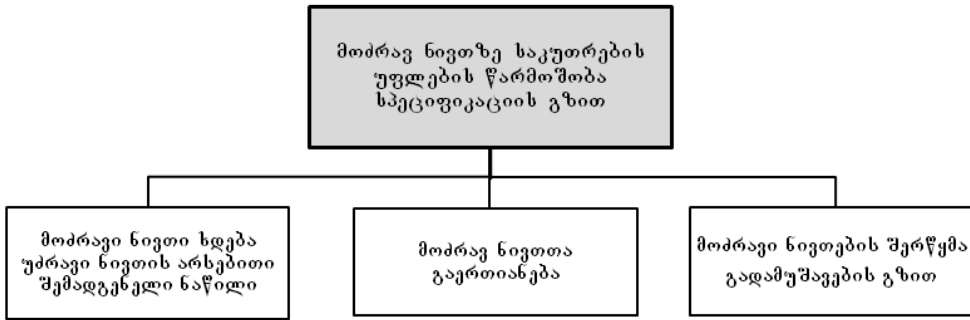 მოძრავ ნივთზე საკუთრების
უფლების წარმოშობა
სპეციფიკაციის გზით
მოძრავი ნივთი ხდება
უძრავი ნივთის არსებითი
შემადგენელი ნაწილი
მოძრავ ნივთთა
გაერთიანება
მოძრავი ნივთების შერწყმა
გადამუშავების გზით